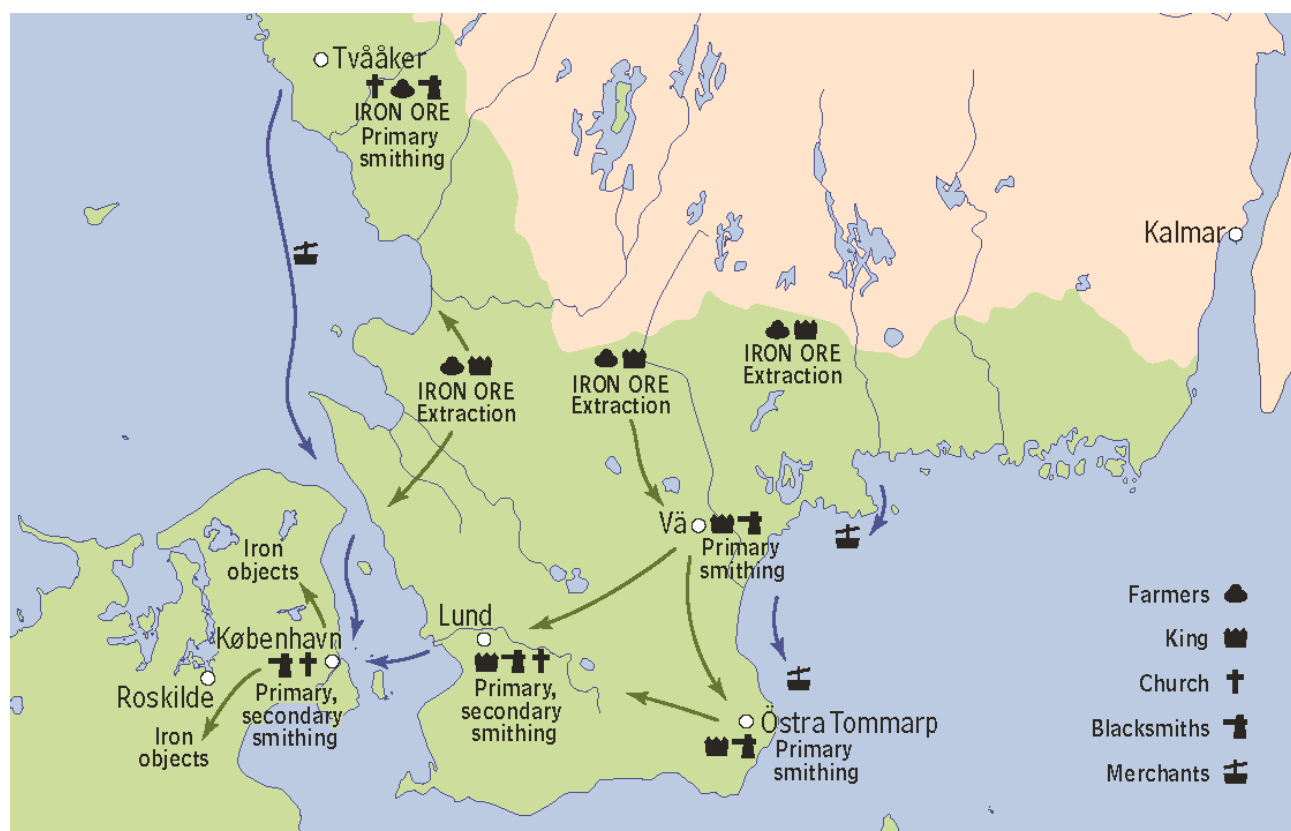 Tvååker
IRON ORE
Primary
smithing
Kalmar
IRON ORE
Extraction
IRON ORE
Extraction
IRON ORE
Extraction
Vä
Primary
smithing
Iron
objects
København
Primary,
secondary
smithing
Roskilde
Iron
objects
Lund
Primary,
secondary
smithing
Östra Tommarp
Primary
smithing
Farmers
King
Church
Blacksmiths
Merchants